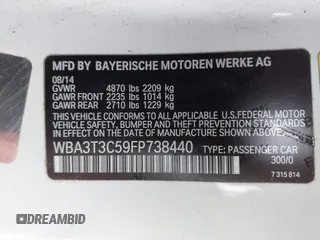 MFD BY BAYERISCHE MOTOREN WERKE AG
08/14
GVWR 4870 lbs 2209 kg
GAWR FRONT 2235 lbs 1014 kg
GAWR REAR 2710 lbs 1229 kg
THIS VEHICLE CONFORMS TO ALL APPLICABLE U.S. FEDERAL MOTOR
VEHICLE SAFETY, BUMPER, AND THEFT PREVENTION STANDARDS
IN EFFECT ON THE DATE OF MANUFACTURE SHOWN ABOVE.
WBA3T3C59FP738440 TYPE: PASSENGER CAR
300/0
7 315 814
DREAMBID